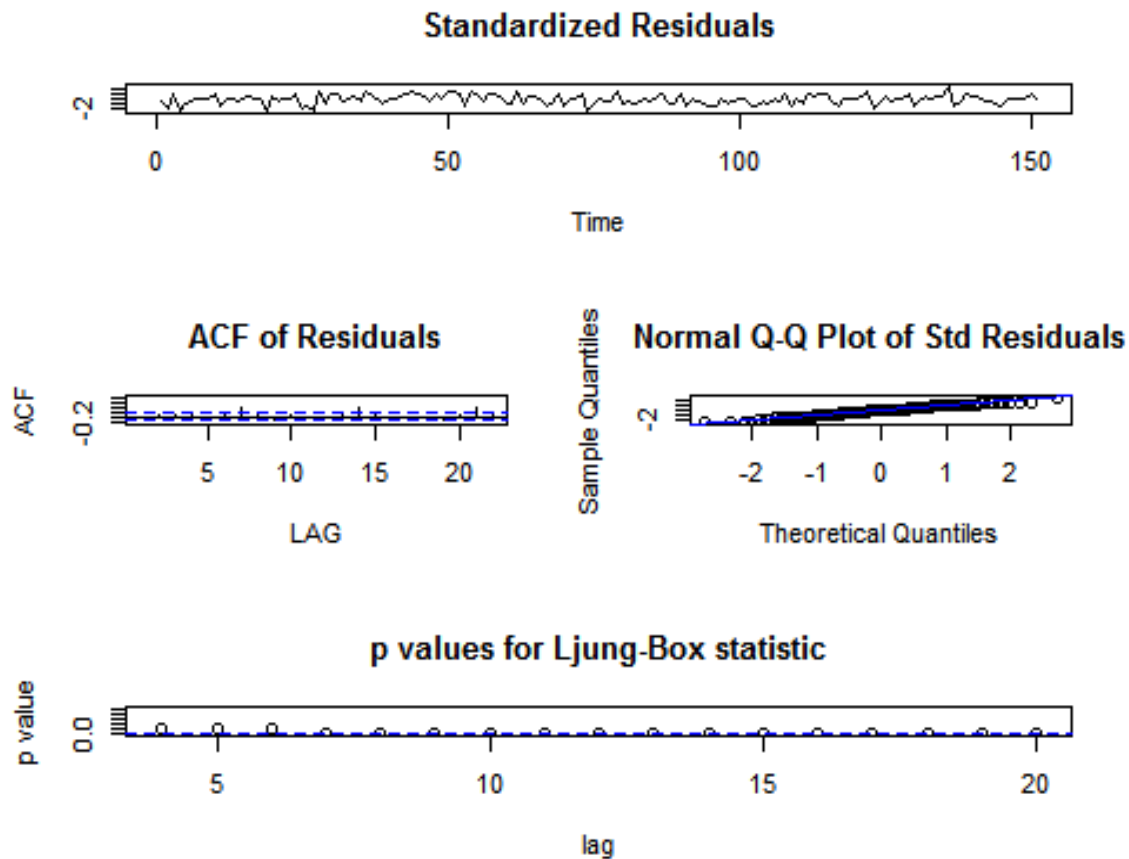 Standardized Residuals
-2
0 50 100 150
Time
ACF of Residuals
ACF
-0.2
5 10 15 20
LAG
Normal Q-Q Plot of Std Residuals
Sample Quantiles
-2
-2 -1 0 1 2
Theoretical Quantiles
p values for Ljung-Box statistic
p value
0.0
5 10 15 20
lag